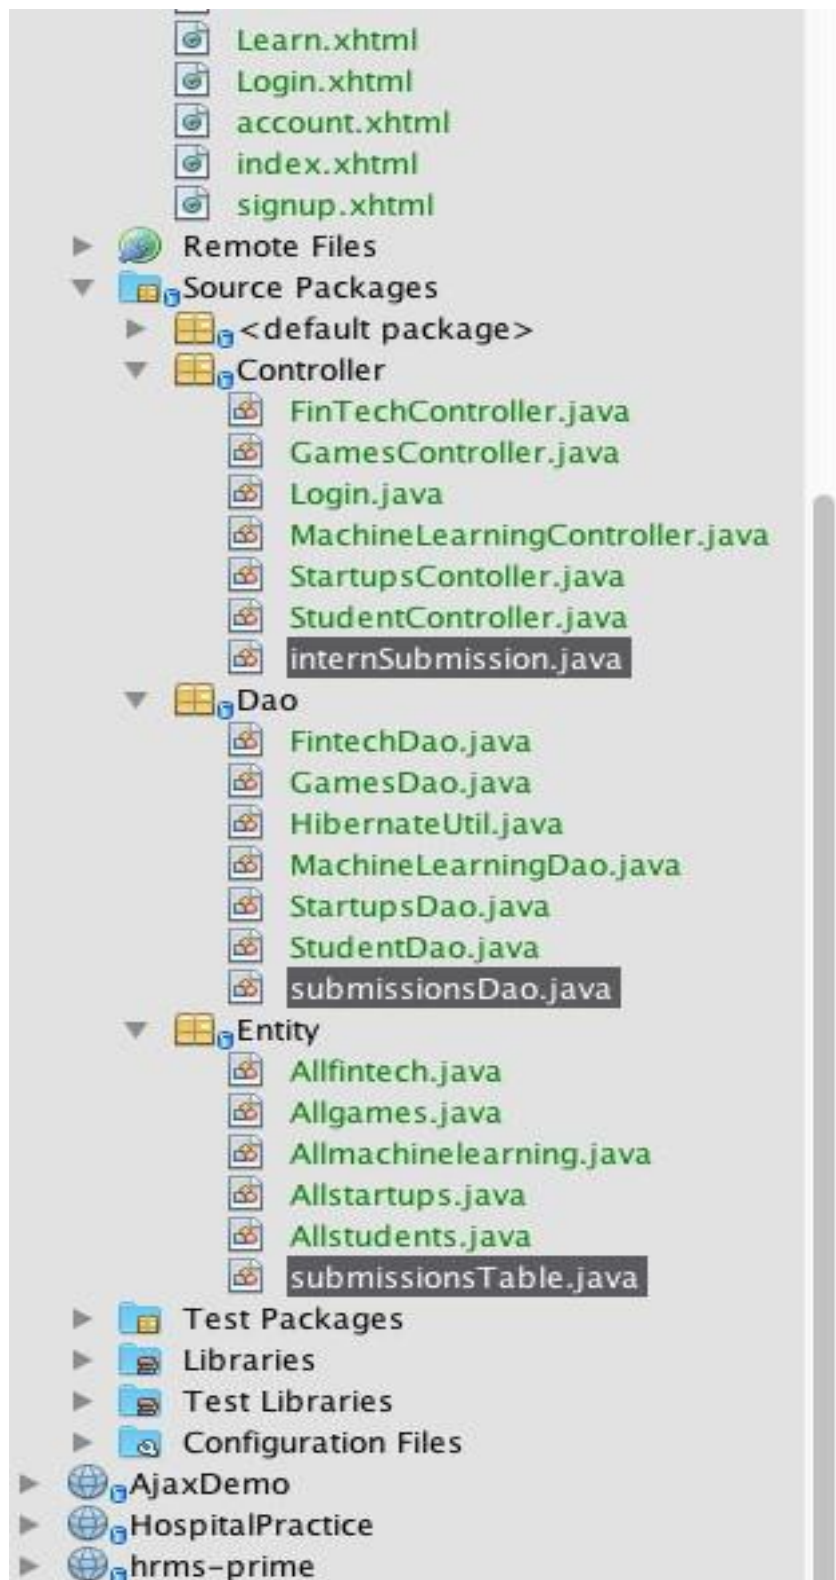 Learn.xhtml
Login.xhtml
account.xhtml
index.xhtml
signup.xhtml
Remote Files
Source Packages
<default package>
Controller
FinTechController.java
GamesController.java
Login.java
MachineLearningController.java
StartupsContoller.java
StudentController.java
internSubmission.java
Dao
FintechDao.java
GamesDao.java
HibernateUtil.java
MachineLearningDao.java
StartupsDao.java
StudentDao.java
submissionsDao.java
Entity
Allfintech.java
Allgames.java
Allmachinelearning.java
Allstartups.java
Allstudents.java
submissionsTable.java
Test Packages
Libraries
Test Libraries
Configuration Files
AjaxDemo
HospitalPractice
hrms-prime